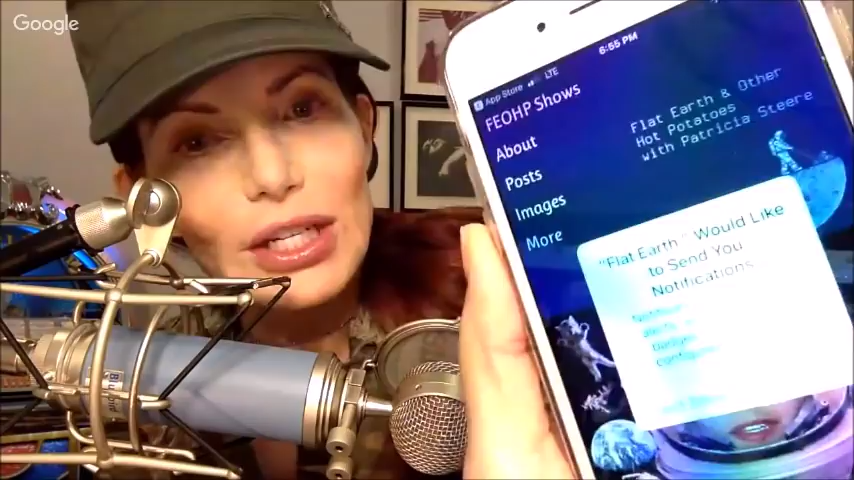 Google
App Store LTE 6:55 PM
FEOHP Shows
About
Posts
Images
More
Flat Earth & Other
Hot Potatoes
with Patricia Steere
"Flat Earth" Would Like
to Send You
Notifications
Blue